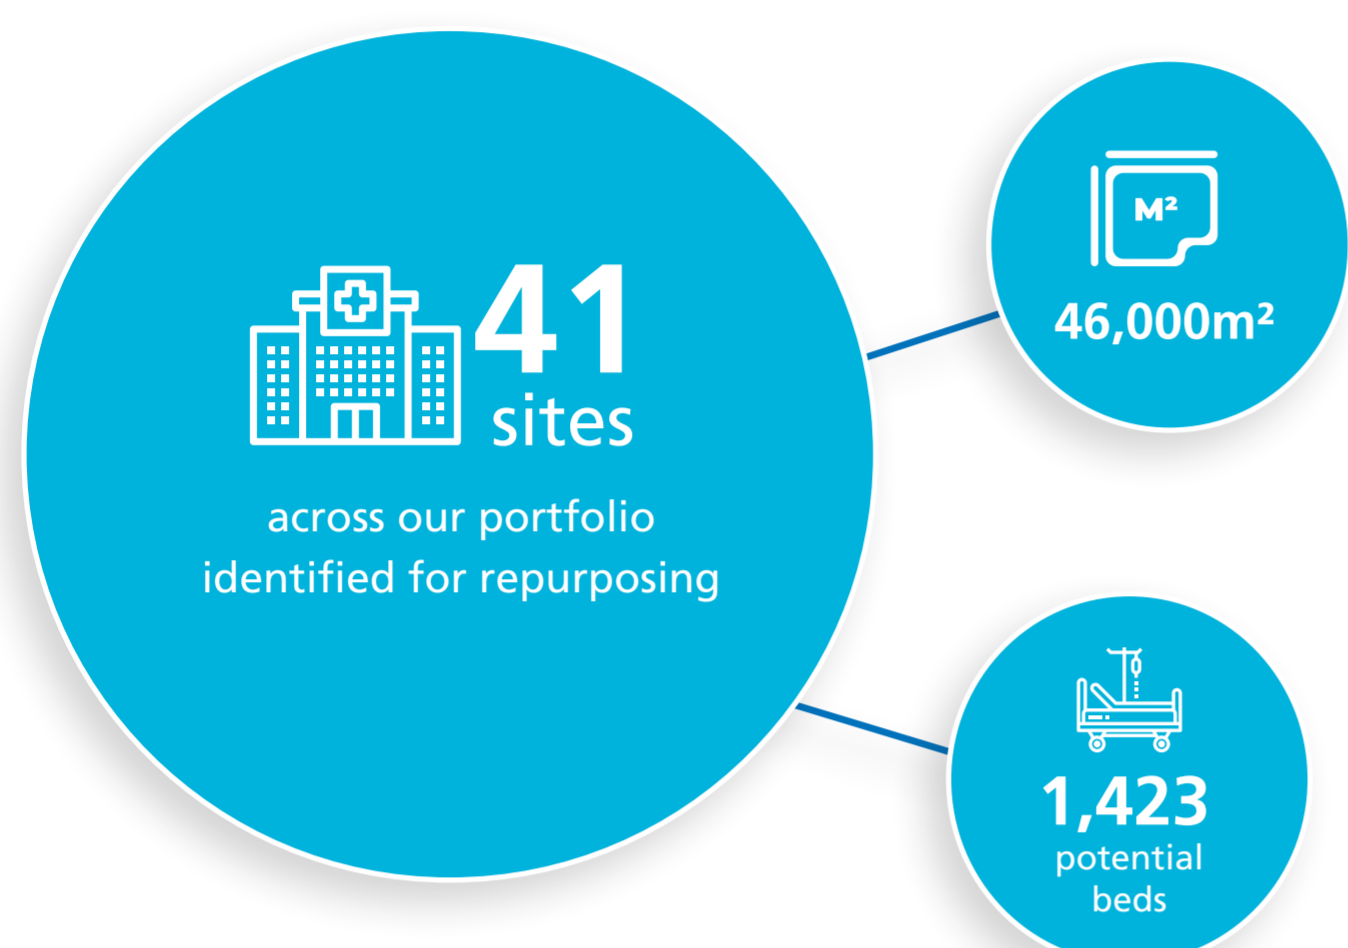 41
sites
across our portfolio
identified for repurposing
M²
46,000m²
1,423
potential
beds